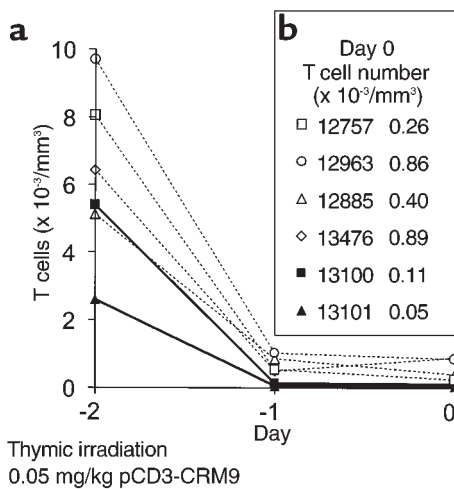 a
b
Day 0
T cell number
(x 10⁻³/mm³)
12757 0.26
12963 0.86
12885 0.40
13476 0.89
13100 0.11
13101 0.05
T cells (x 10⁻³/mm³)
10
8
6
4
2
0
-2
-1
0
Day
Thymic irradiation
0.05 mg/kg pCD3-CRM9